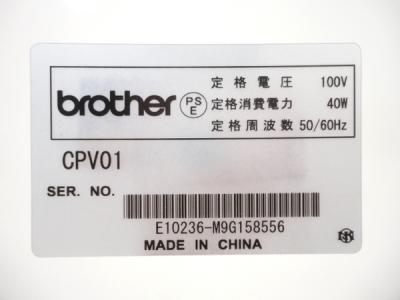 brother
PS
E
定格電圧 100V
定格消費電力 40W
定格周波数 50/60Hz
CPV01
SER. NO.
E10236-M9G158556
MADE IN CHINA